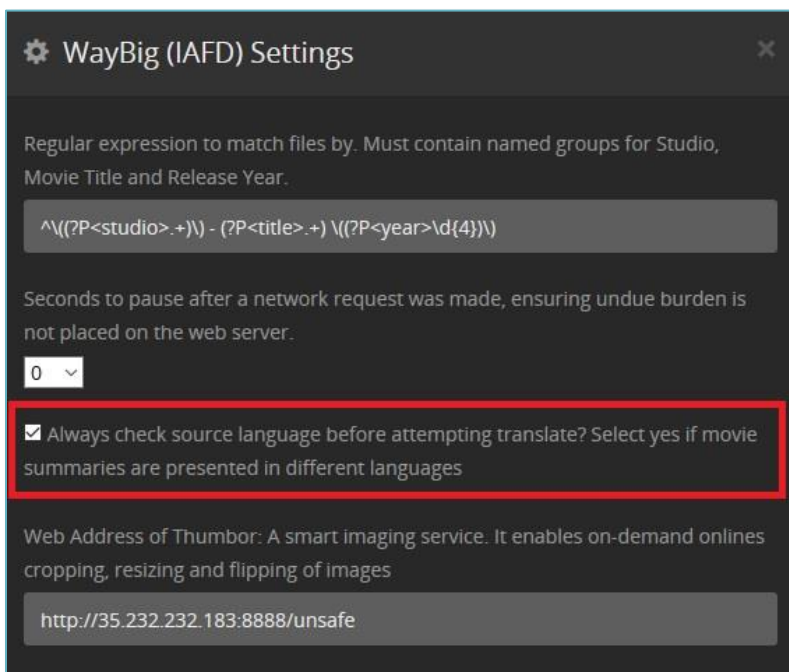 WayBig (IAFD) Settings
Regular expression to match files by. Must contain named groups for Studio,
Movie Title and Release Year.
^\((?P<studio>.+)\) - (?P<title>.+) \((?P<year>\d{4})\)
Seconds to pause after a network request was made, ensuring undue burden is
not placed on the web server.
0
Always check source language before attempting translate? Select yes if movie
summaries are presented in different languages
Web Address of Thumbor: A smart imaging service. It enables on-demand onlines
cropping, resizing and flipping of images
http://35.232.232.183:8888/unsafe